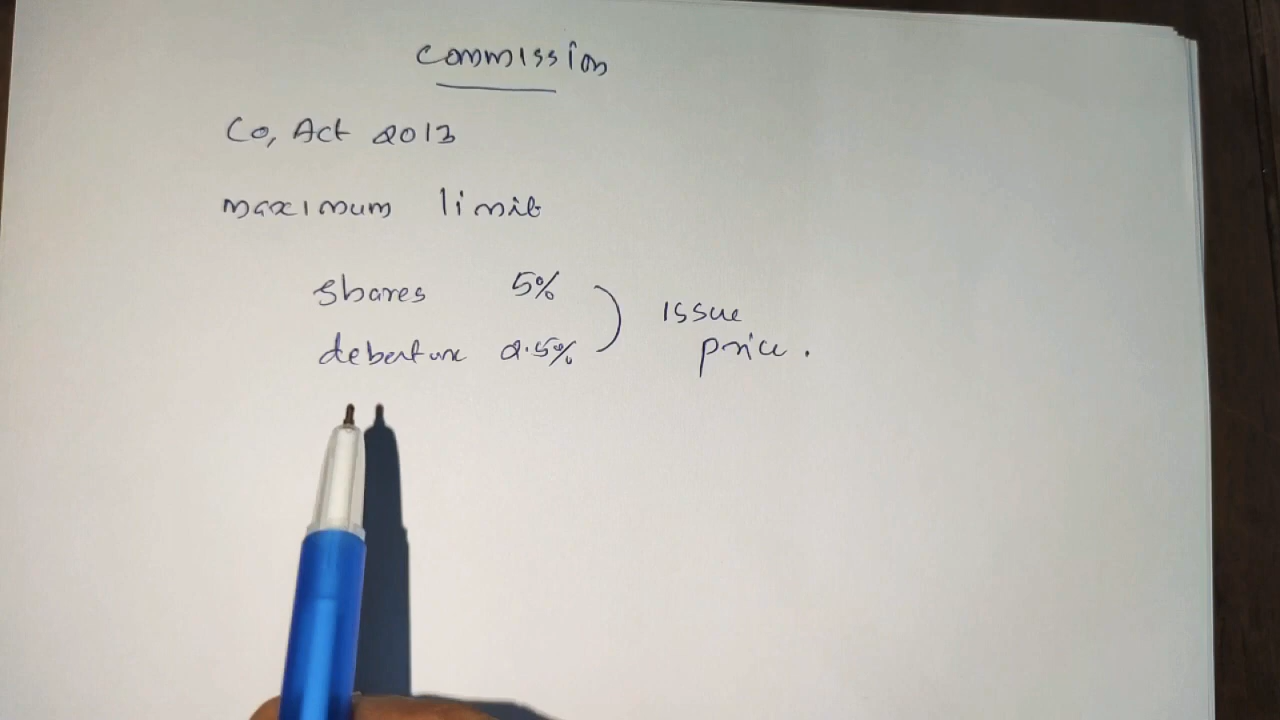 Commission
Co, Act 2013
maximum limit
shares 5%
debenture 2.5%
issue
price.